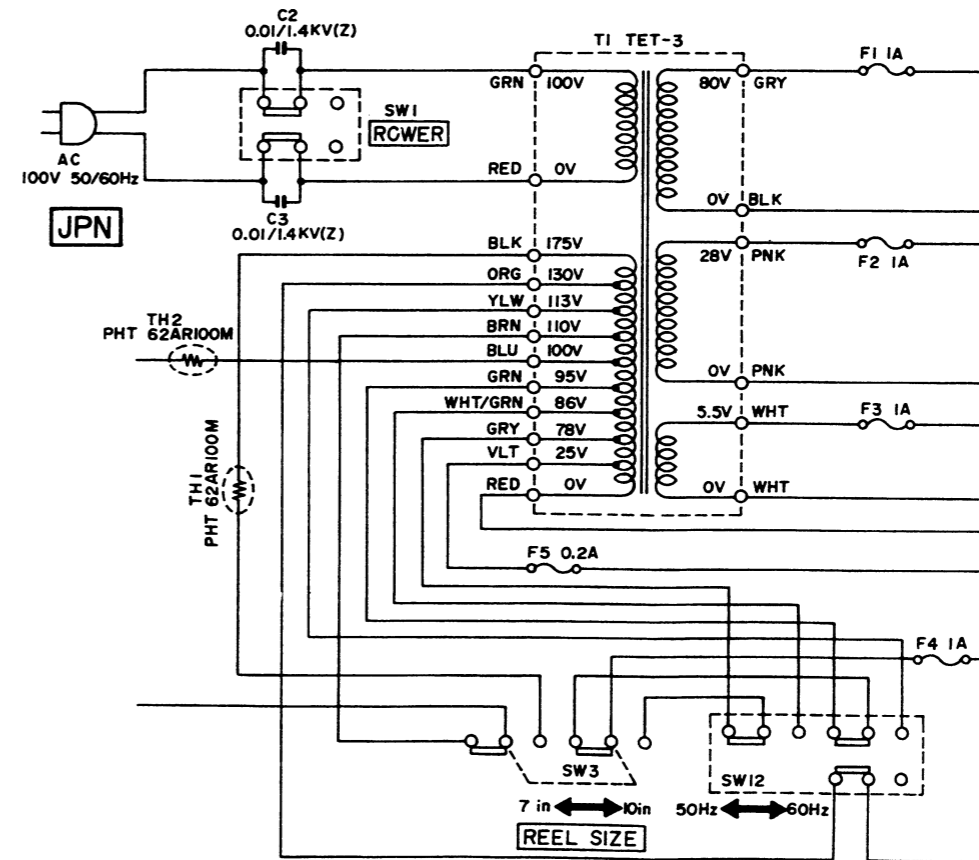 C2
0.01/1.4KV(Z)
T1 TET-3
F1 1A
GRN 100V
80V GRY
SW1
ROWER
AC
100V 50/60Hz
RED 0V
0V BLK
JPN
C3
0.01/1.4KV(Z)
BLK 175V
28V PNK
F2 1A
ORG 130V
YLW 113V
TH2
PHT 62AR100M
BRN 110V
BLU 100V
0V PNK
GRN 95V
WHT/GRN 86V
5.5V WHT
F3 1A
GRY 78V
VLT 25V
RED 0V
0V WHT
TH1
PHT 62AR100M
F5 0.2A
F4 1A
SW3
SW12
7 in 10in
50Hz 60Hz
REEL SIZE